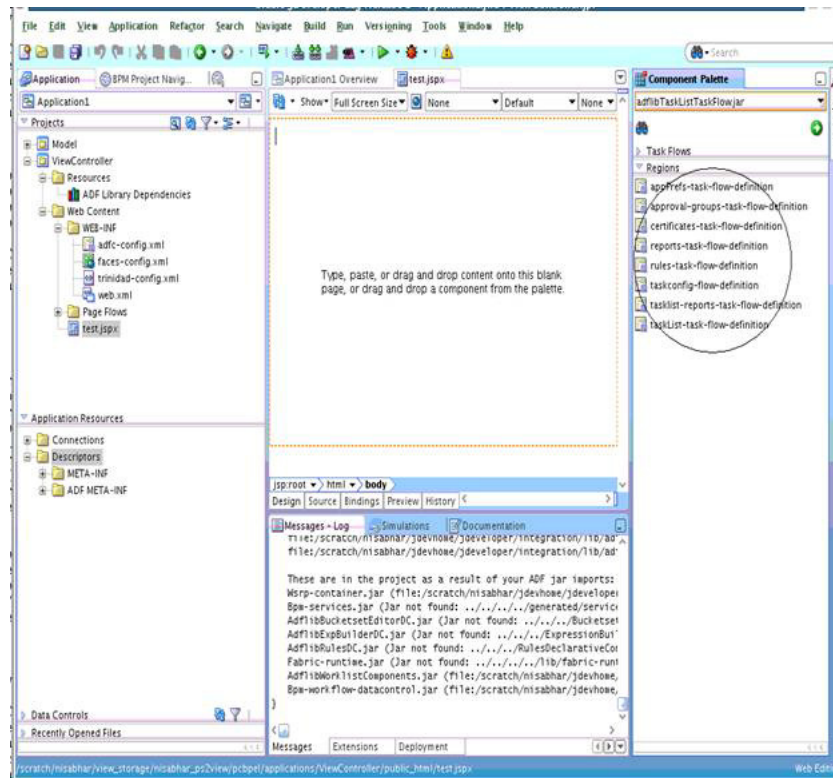 File Edit View Application Refactor Search Navigate Build Run Versioning Tools Window Help
Search
Application
BPM Project Navig...
Application1
Projects
Model
ViewController
Resources
ADF Library Dependencies
Web Content
WEB-INF
adfc-config.xml
faces-config.xml
trinidad-config.xml
web.xml
Page Flows
test.jspx
Application Resources
Connections
Descriptors
META-INF
ADF META-INF
Data Controls
Recently Opened Files
Application1 Overview
test.jspx
Show
Full Screen Size
None
Default
None
Type, paste, or drag and drop content onto this blank
page, or drag and drop a component from the palette.
jsp:root html body
Design Source Bindings Preview History
Messages - Log
Simulations
Documentation
file:/scratch/nisabhar/jdevhome/jdeveloper/integration/lib/ad
file:/scratch/nisabhar/jdevhome/jdeveloper/integration/lib/ad
These are in the project as a result of your ADF jar imports:
Wsrp-container.jar (file:/scratch/nisabhar/jdevhome/jdevelope
Bpm-services.jar (Jar not found: ../../../../generated/servic
AdflibBucketsetEditorDC.jar (Jar not found: ../../../Buckets
AdflibExpBuilderDC.jar (Jar not found: ../../../ExpressionBui
AdflibRulesDC.jar (Jar not found: ../../../RulesDeclarativeCo
Fabric-runtime.jar (Jar not found: ../../../lib/fabric-run
AdflibWorklistComponents.jar (file:/scratch/nisabhar/jdevhome,
Bpm-workflow-datacontrol.jar (file:/scratch/nisabhar/jdevhome,
)
Messages Extensions Deployment
Component Palette
adflibTaskListTaskFlow.jar
Task Flows
Regions
appPrefs-task-flow-definition
approval-groups-task-flow-definition
certificates-task-flow-definition
reports-task-flow-definition
rules-task-flow-definition
taskconfig-flow-definition
tasklist-reports-task-flow-definition
taskList-task-flow-definition
/scratch/nisabhar/view_storage/nisabhar_ps2view/pcbpel/applications/ViewController/public_html/test.jspx
Web Edit